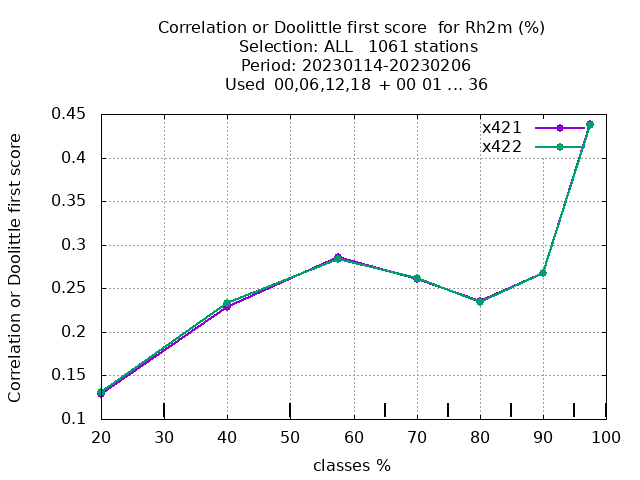 Correlation or Doolittle first score  for Rh2m (%)
Selection: ALL   1061 stations
Period: 20230114-20230206
Used  00,06,12,18  + 00 01 ... 36
x421
x422
Correlation or Doolittle first score
0.45
0.4
0.35
0.3
0.25
0.2
0.15
0.1
20 30 40 50 60 70 80 90 100
classes %